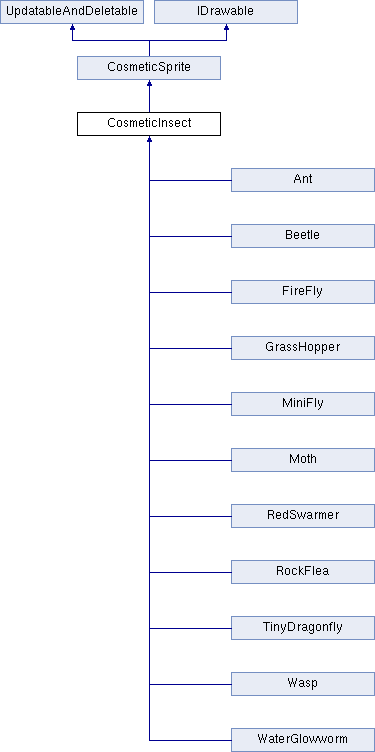 UpdatableAndDeletable
IDrawable
CosmeticSprite
CosmeticInsect
Ant
Beetle
FireFly
GrassHopper
MiniFly
Moth
RedSwarmer
RockFlea
TinyDragonfly
Wasp
WaterGlowworm